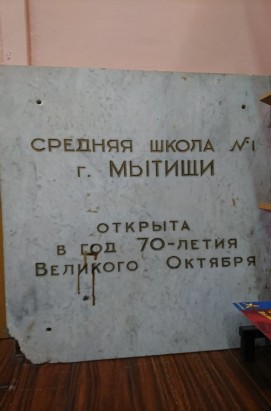 СРЕДНЯЯ ШКОЛА №1
г. МЫТИЩИ
ОТКРЫТА
в год 70-летия
Великого Октября